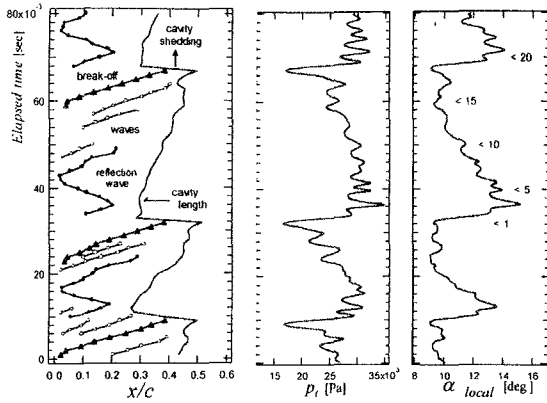 80x10⁻³
60
40
20
0
Elapsed time [sec]
cavity shedding
break-off
waves
reflection wave
cavity length
0.0 0.1 0.2 0.3 0.4 0.5 0.6
x/c
15 25 35x10³
p_t [Pa]
< 20
< 15
< 10
< 5
< 1
8 10 12 14 16
α local [deg]